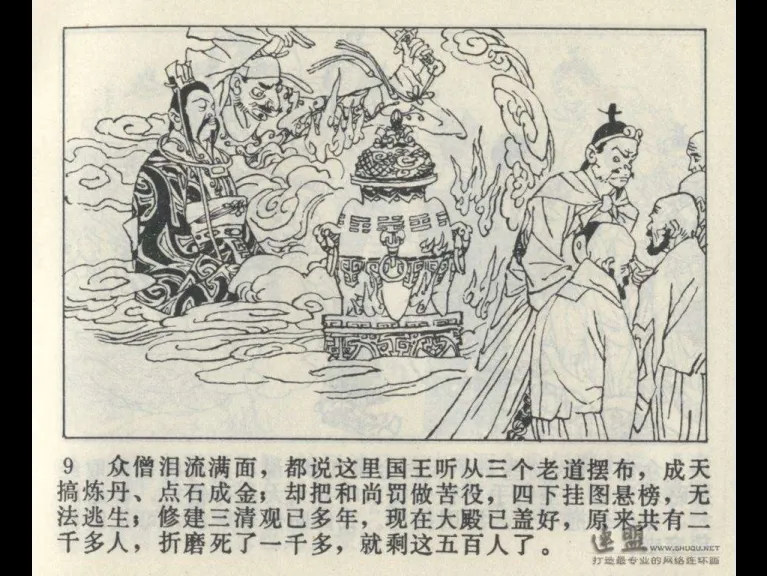 9 众僧泪流满面，都说这里国王听从三个老道摆布，成天
搞炼丹、点石成金；却把和尚罚做苦役，四下挂图悬榜，无
法逃生；修建三清观已多年，现在大殿已盖好，原来共有二
千多人，折磨死了一千多，就剩这五百人了。
连盟 WWW.SHUQU.NET
打造最专业的网络连环画